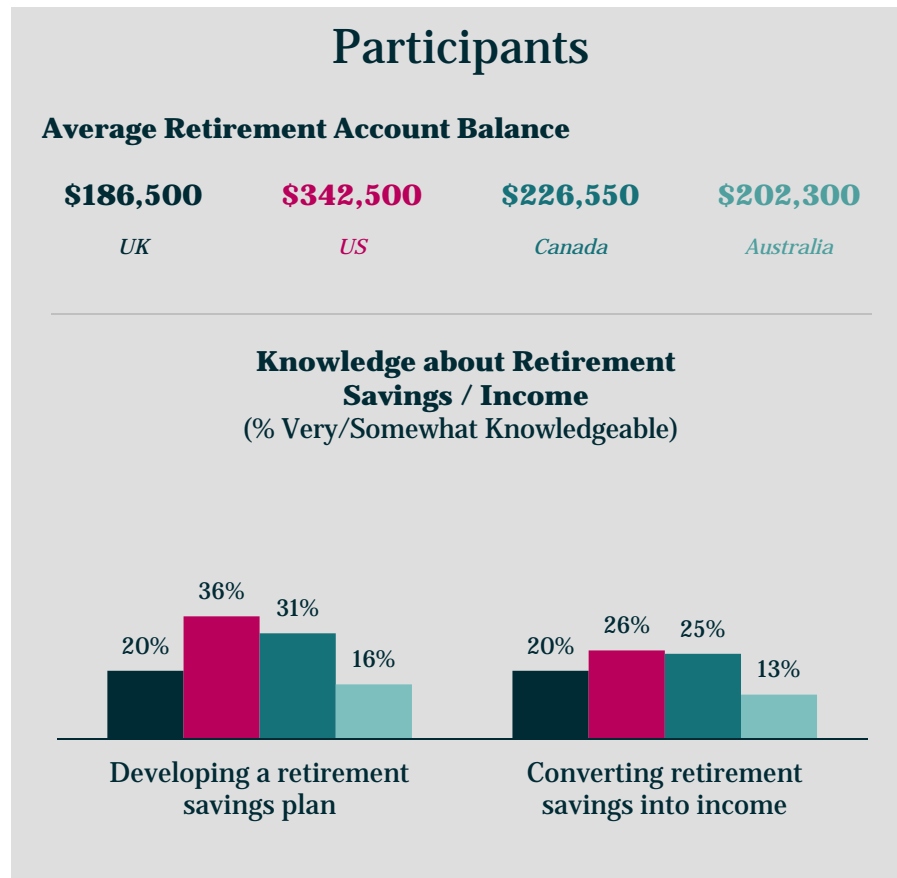 Participants
Average Retirement Account Balance
$186,500 $342,500 $226,550 $202,300
UK US Canada Australia
Knowledge about Retirement
Savings / Income
(% Very/Somewhat Knowledgeable)
20% 36% 31% 16%
20% 26% 25% 13%
Developing a retirement
savings plan
Converting retirement
savings into income